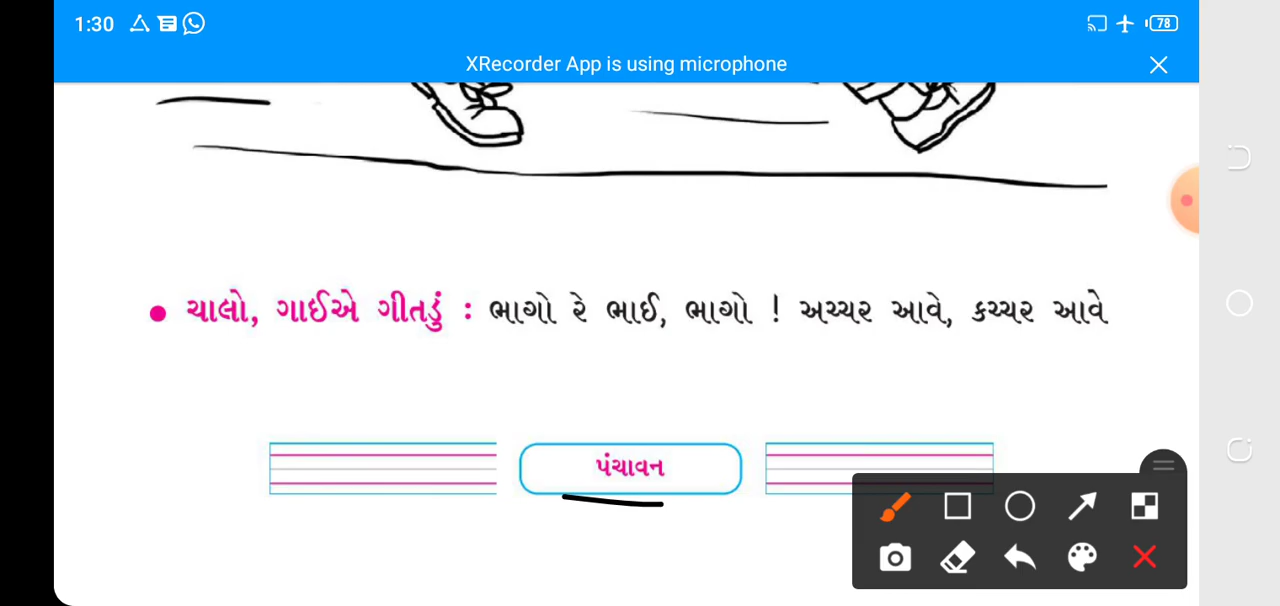 1:30
78
XRecorder App is using microphone
ચાલો, ગાઈએ ગીતડું : ભાગો રે ભાઈ, ભાગો ! અચ્ચર આવે, કચ્ચર આવે
પંચાવન